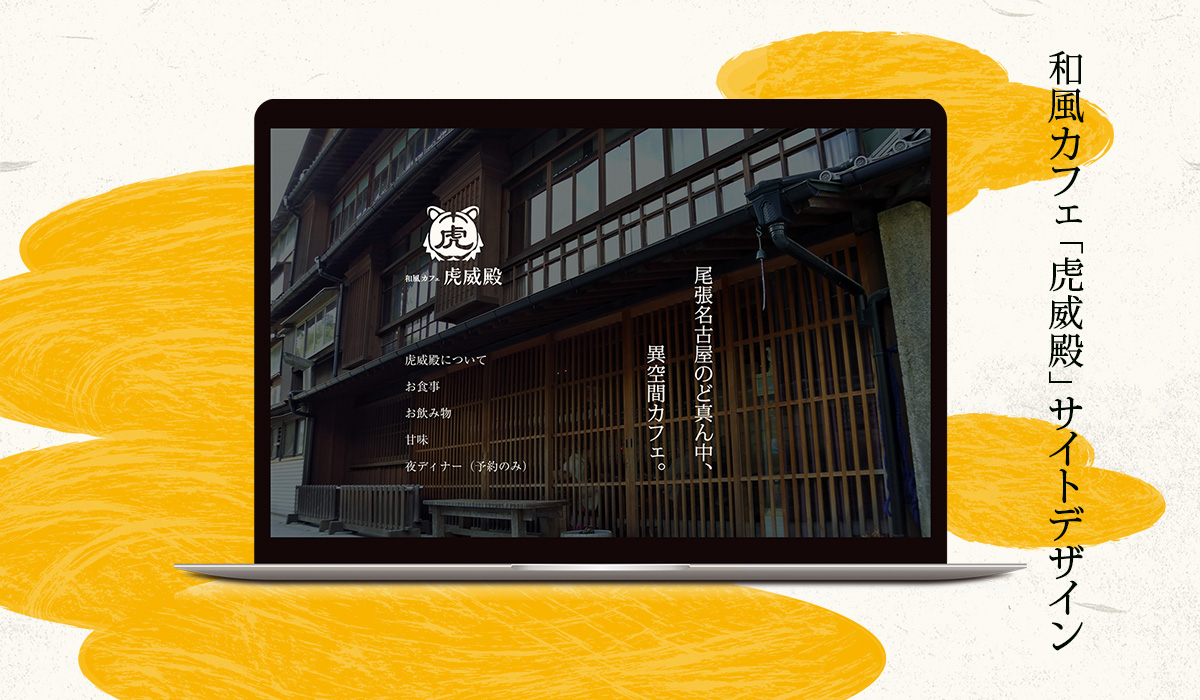 和風カフェ「虎威殿」サイトデザイン
虎
和風カフェ 虎威殿
虎威殿について
お食事
お飲み物
甘味
夜ディナー（予約のみ）
尾張名古屋のど真ん中、
異空間カフェ。